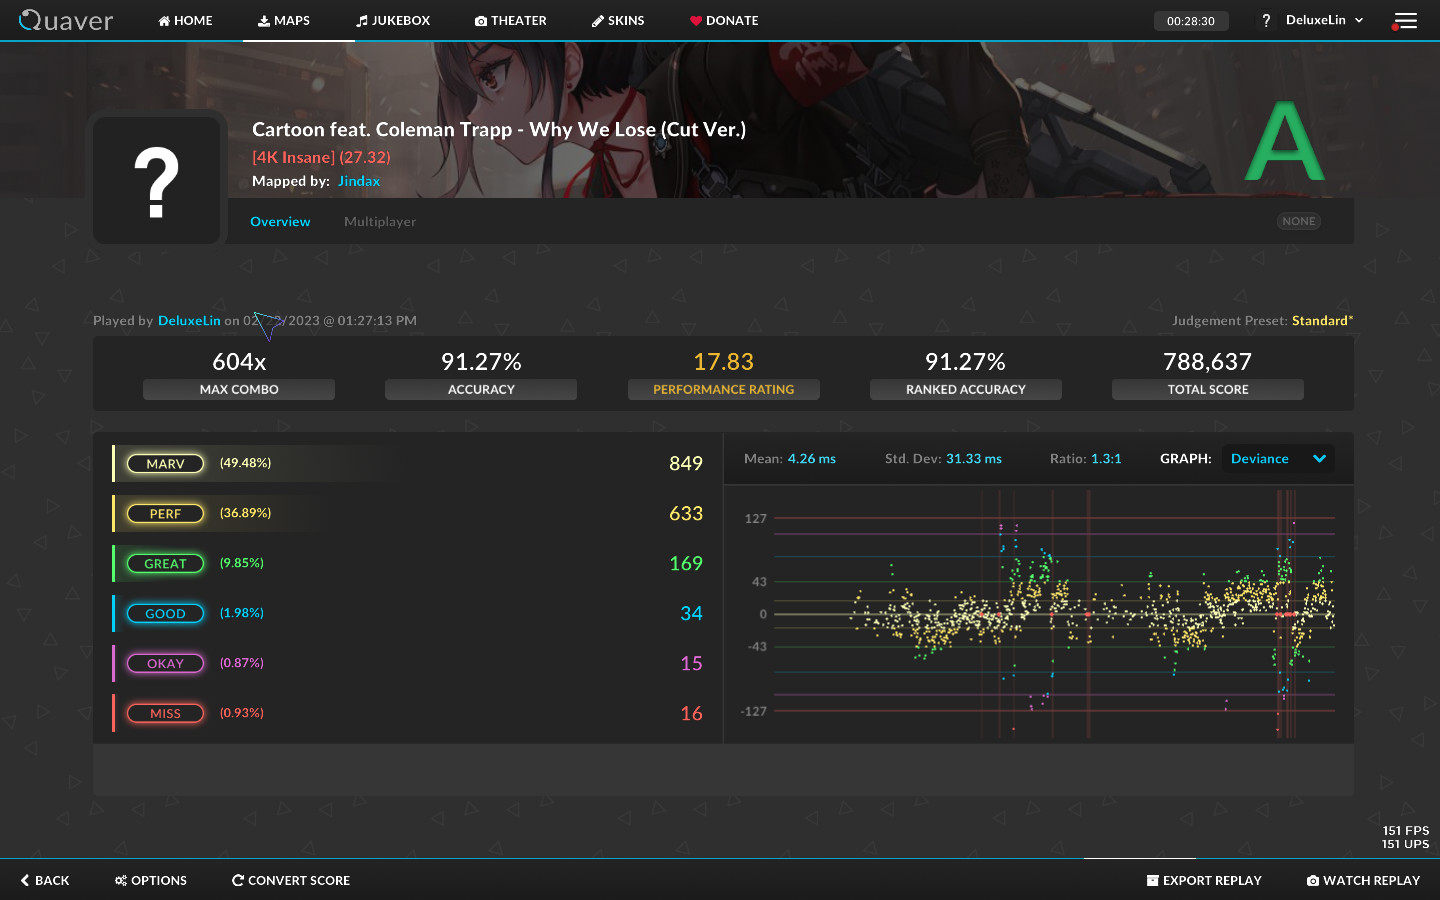 Quaver HOME MAPS JUKEBOX THEATER SKINS DONATE 00:28:30 ? DeluxeLin
A
Cartoon feat. Coleman Trapp - Why We Lose (Cut Ver.)
[4K Insane] (27.32)
Mapped by: Jindax
?
Overview Multiplayer NONE
Played by DeluxeLin on /2023 @ 01:27:13 PM Judgement Preset: Standard*
604x 91.27% 17.83 91.27% 788,637
MAX COMBO ACCURACY PERFORMANCE RATING RANKED ACCURACY TOTAL SCORE
MARV (49.48%) 849
PERF (36.89%) 633
GREAT (9.85%) 169
GOOD (1.98%) 34
OKAY (0.87%) 15
MISS (0.93%) 16
Mean: 4.26 ms Std. Dev: 31.33 ms Ratio: 1.3:1 GRAPH: Deviance
127
43
0
-43
-127
151 FPS
151 UPS
BACK OPTIONS CONVERT SCORE EXPORT REPLAY WATCH REPLAY